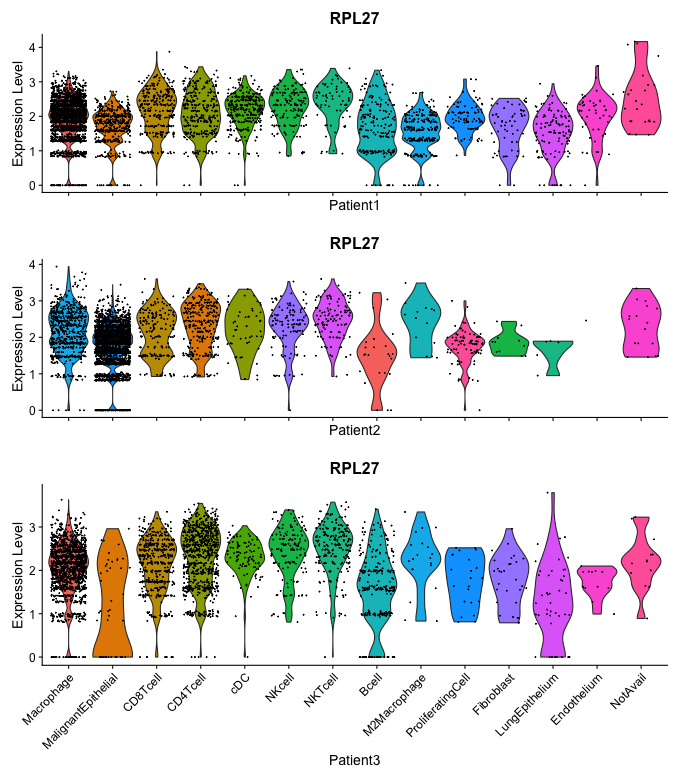 RPL27
Expression Level
4
3
2
1
0
Patient1
RPL27
Expression Level
4
3
2
1
0
Patient2
RPL27
Expression Level
3
2
1
0
Macrophage
MalignantEpithelial
CD8Tcell
CD4Tcell
cDC
NKcell
NKTcell
Bcell
M2Macrophage
ProliferatingCell
Fibroblast
LungEpithelium
Endothelium
NotAvail
Patient3